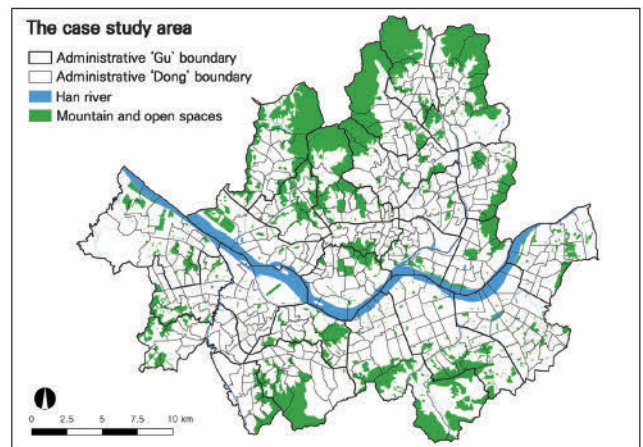 The case study area
Administrative 'Gu' boundary
Administrative 'Dong' boundary
Han river
Mountain and open spaces
0 2.5 5 7.5 10 km